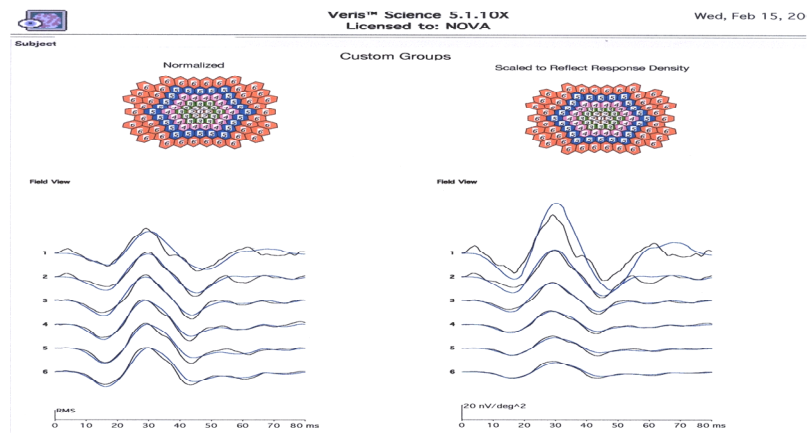 Veris™ Science 5.1.10X
Wed, Feb 15, 20
Licensed to: NOVA
Subject
Custom Groups
Normalized
Scaled to Reflect Response Density
Field View
Field View
1
2
3
4
5
6
1
2
3
4
5
6
RMS
0 10 20 30 40 50 60 70 80 ms
20 nV/deg^2
0 10 20 30 40 50 60 70 80 ms